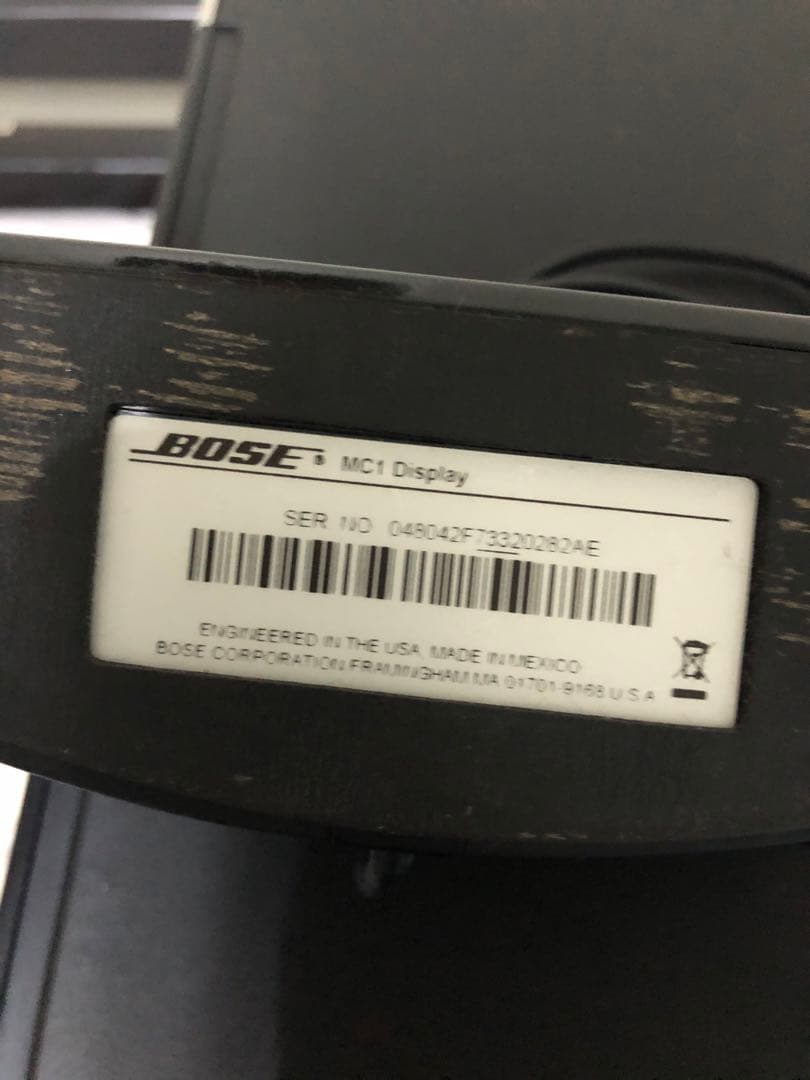 BOSE® MC1 Display
SER NO 048042F73320282AE
ENGINEERED IN THE USA, MADE IN MEXICO
BOSE CORPORATION FRAMINGHAM MA 01701-9168 U.S.A